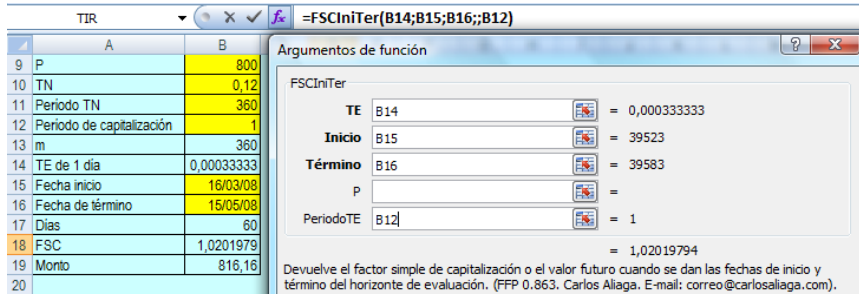 TIR =FSCIniTer(B14;B15;B16;;B12)
A B
9 P 800
10 TN 0,12
11 Periodo TN 360
12 Período de capitalización 1
13 m 360
14 TE de 1 día 0,00033333
15 Fecha inicio 16/03/08
16 Fecha de término 15/05/08
17 Días 60
18 FSC 1,0201979
19 Monto 816,16
20
Argumentos de función
FSCIniTer
TE B14 = 0,000333333
Inicio B15 = 39523
Término B16 = 39583
P =
PeriodoTE B12 = 1
= 1,02019794
Devuelve el factor simple de capitalización o el valor futuro cuando se dan las fechas de inicio y
término del horizonte de evaluación. (FFP 0.863. Carlos Aliaga. E-mail: correo@carlosaliaga.com).